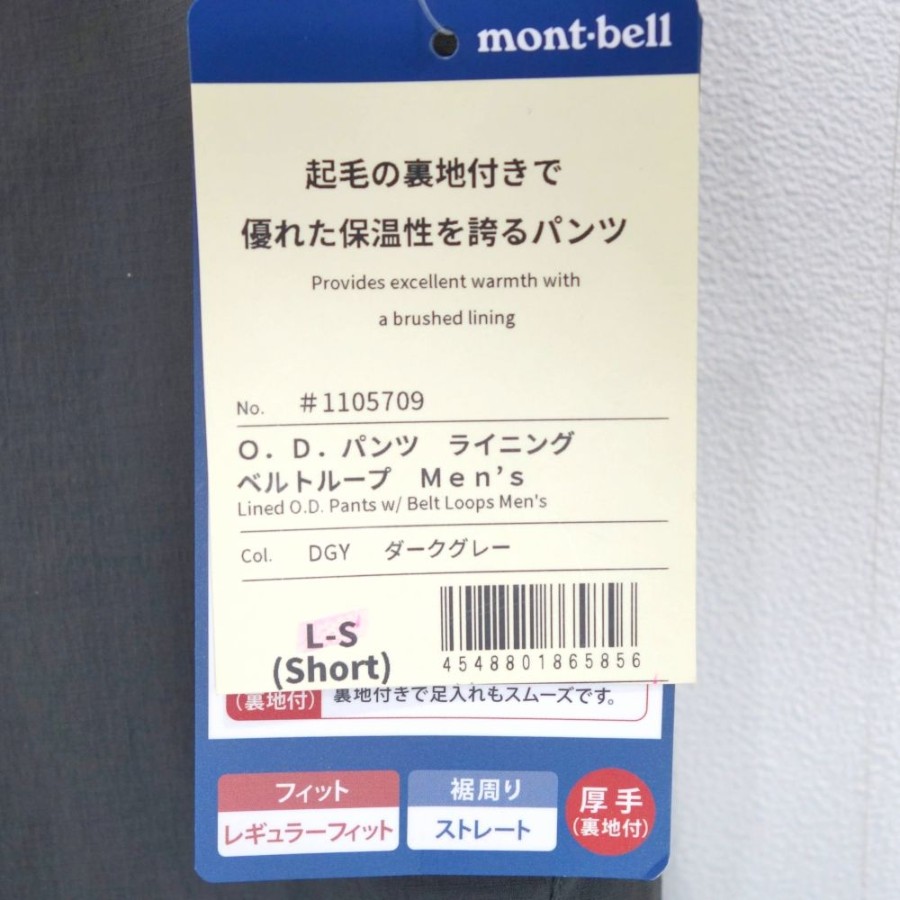 mont-bell
起毛の裏地付きで
優れた保温性を誇るパンツ
Provides excellent warmth with
a brushed lining
No. #1105709
O．D．パンツ　ライニング
ベルトループ　Men's
Lined O.D. Pants w/ Belt Loops Men's
Col. DGY ダークグレー
L-S
(Short)
4548801865856
(裏地付) 裏地付きで足入れもスムーズです。
フィット
レギュラーフィット
裾周り
ストレート
厚手
(裏地付)